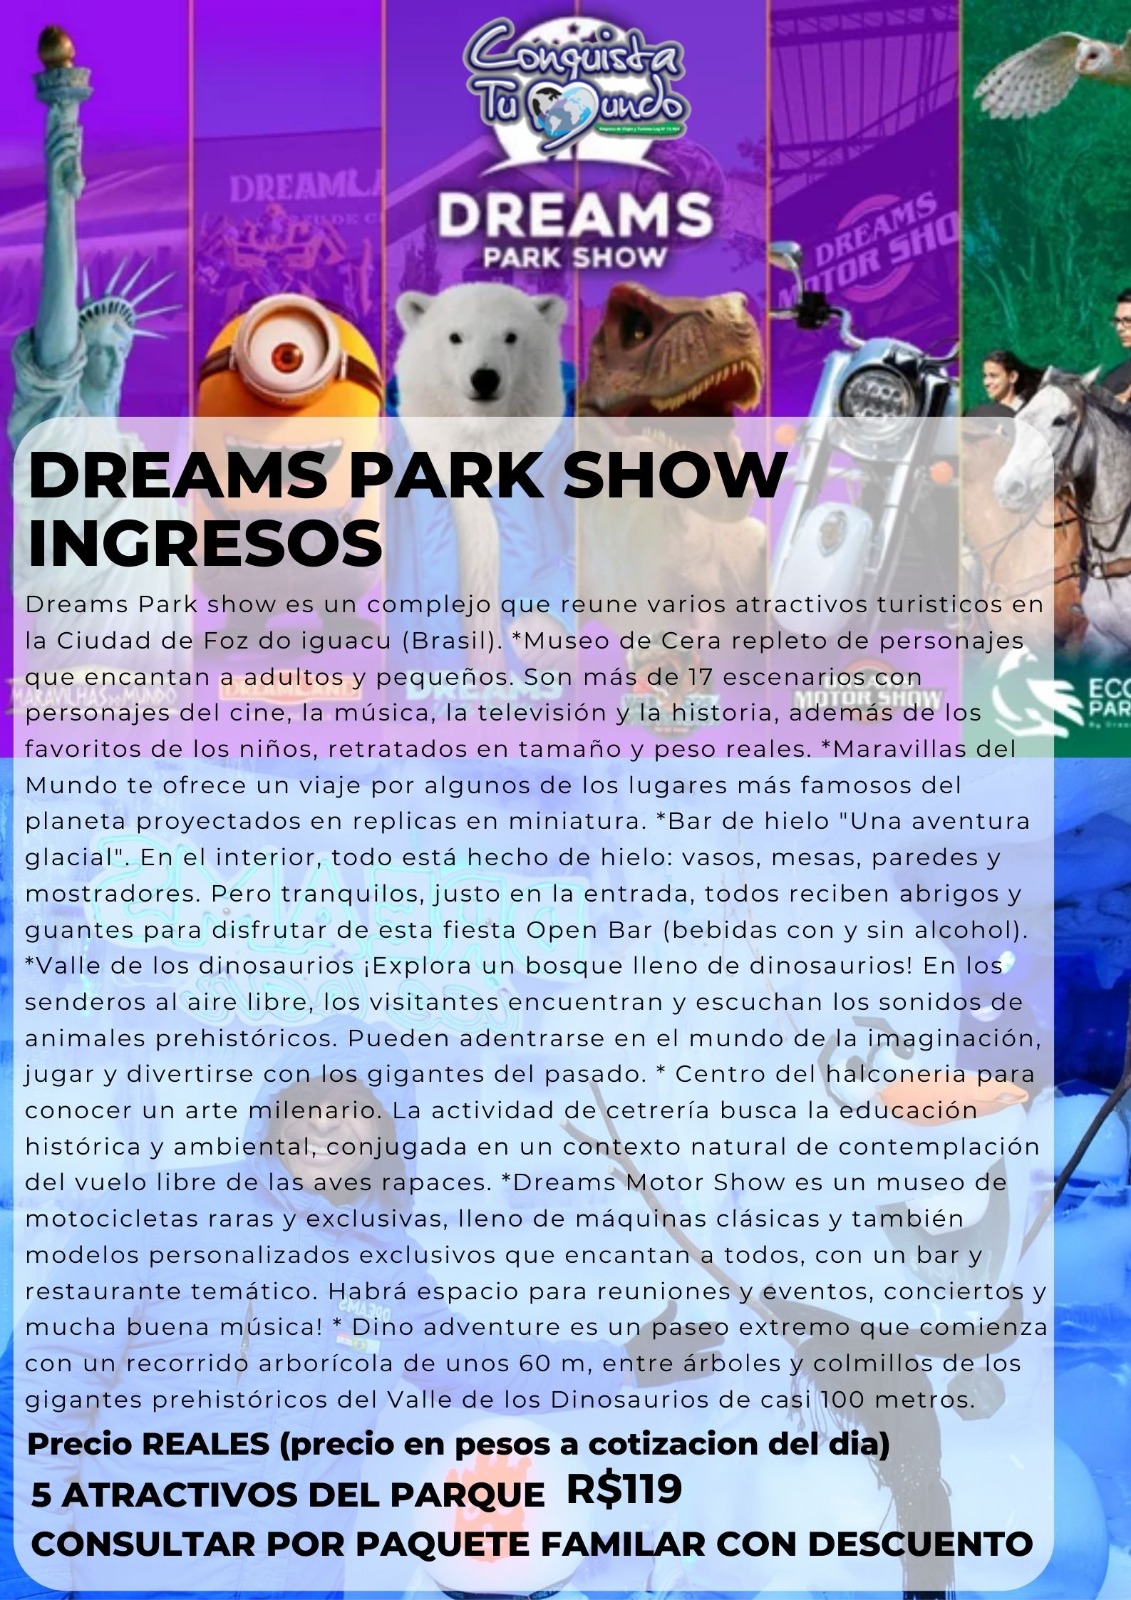 Conquista
Tu Mundo
DREAMS
PARK SHOW
DREAMLA
DREAMS
MOTOR SHO
DREAMS PARK SHOW
INGRESOS
Dreams Park show es un complejo que reune varios atractivos turisticos en
la Ciudad de Foz do iguacu (Brasil). *Museo de Cera repleto de personajes
que encantan a adultos y pequeños. Son más de 17 escenarios con
personajes del cine, la música, la televisión y la historia, además de los
favoritos de los niños, retratados en tamaño y peso reales. *Maravillas del
Mundo te ofrece un viaje por algunos de los lugares más famosos del
planeta proyectados en replicas en miniatura. *Bar de hielo "Una aventura
glacial". En el interior, todo está hecho de hielo: vasos, mesas, paredes y
mostradores. Pero tranquilos, justo en la entrada, todos reciben abrigos y
guantes para disfrutar de esta fiesta Open Bar (bebidas con y sin alcohol).
*Valle de los dinosaurios ¡Explora un bosque lleno de dinosaurios! En los
senderos al aire libre, los visitantes encuentran y escuchan los sonidos de
animales prehistóricos. Pueden adentrarse en el mundo de la imaginación,
jugar y divertirse con los gigantes del pasado. * Centro del halconeria para
conocer un arte milenario. La actividad de cetrería busca la educación
histórica y ambiental, conjugada en un contexto natural de contemplación
del vuelo libre de las aves rapaces. *Dreams Motor Show es un museo de
motocicletas raras y exclusivas, lleno de máquinas clásicas y también
modelos personalizados exclusivos que encantan a todos, con un bar y
restaurante temático. Habrá espacio para reuniones y eventos, conciertos y
mucha buena música! * Dino adventure es un paseo extremo que comienza
con un recorrido arborícola de unos 60 m, entre árboles y colmillos de los
gigantes prehistóricos del Valle de los Dinosaurios de casi 100 metros.
MARAVILHAS DO MUNDO
DREAMLAND
DREAMS
MOTOR SHOW
ECO
PAR
Precio REALES (precio en pesos a cotizacion del dia)
5 ATRACTIVOS DEL PARQUE R$119
CONSULTAR POR PAQUETE FAMILAR CON DESCUENTO